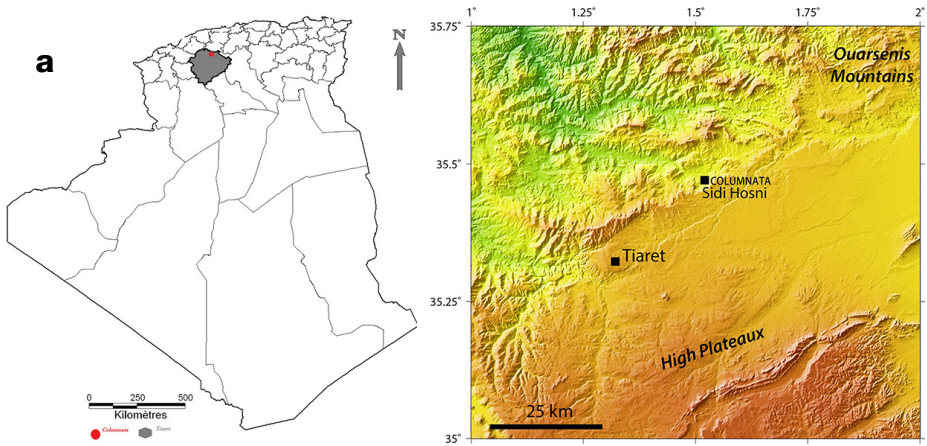 a
N
0 250 500
Kilomètres
Columnata Tiaret
1° 1.25° 1.5° 1.75° 2°
35.75°
Ouarsenis
Mountains
35.5°
COLUMNATA
Sidi Hosni
Tiaret
35.25°
High Plateaux
25 km
35°